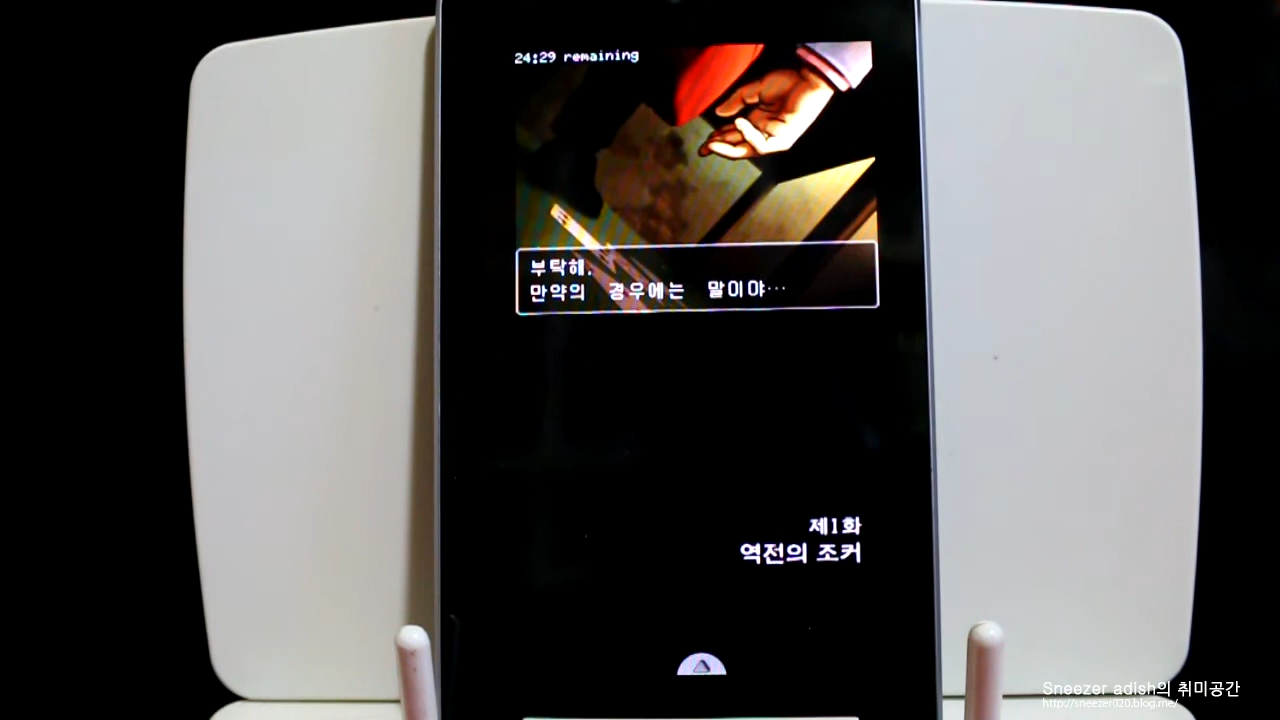 24:29 remaining
부탁해.
만약의 경우에는 말이야…
제1화
역전의 조커
Sneezer adish의 취미공간
http://sneezer020.blog.me/